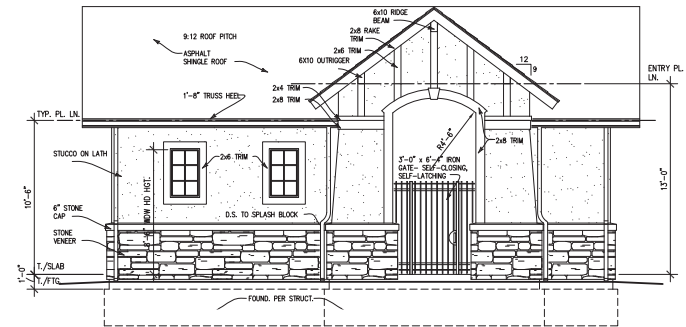 6x10 RIDGE
BEAM
9:12 ROOF PITCH
2x8 RAKE
TRIM
ASPHALT
SHINGLE ROOF
2x6 TRIM
6X10 OUTRIGGER
12
9
ENTRY PL.
LN.
2x4 TRIM
2x8 TRIM
1'-8" TRUSS HEEL
TYP. PL. LN.
R4'-6"
2x8 TRIM
STUCCO ON LATH
2x6 TRIM
3'-0" x 6'-4" IRON
GATE- SELF-CLOSING,
SELF-LATCHING
10'-6"
13'-0"
WDW HD HGT.
6" STONE
CAP
D.S. TO SPLASH BLOCK
STONE
VENEER
T./SLAB
1'-0"
T./FTG
FOUND. PER STRUCT.